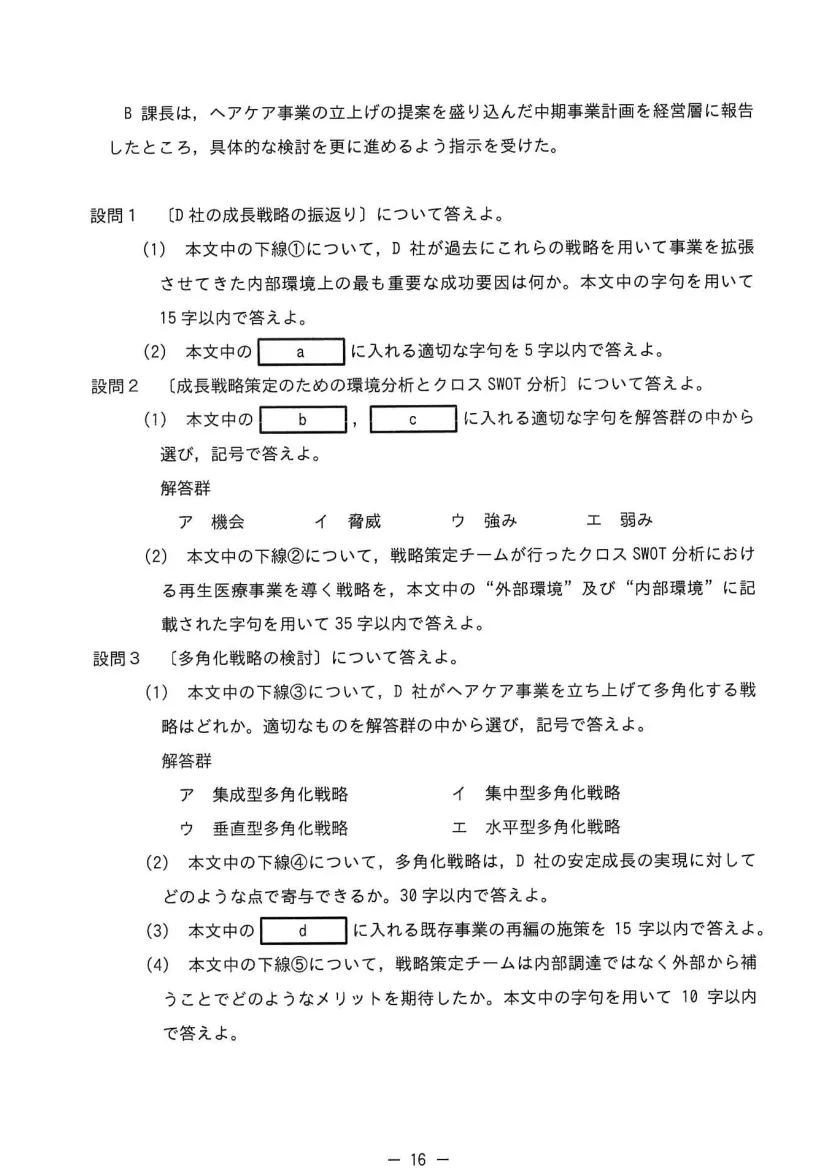 B 課長は，ヘアケア事業の立上げの提案を盛り込んだ中期事業計画を経営層に報告
したところ，具体的な検討を更に進めるよう指示を受けた。
設問１ 〔D 社の成長戦略の振返り〕について答えよ。
(1) 本文中の下線①について，D 社が過去にこれらの戦略を用いて事業を拡張
させてきた内部環境上の最も重要な成功要因は何か。本文中の字句を用いて
15 字以内で答えよ。
(2) 本文中の a に入れる適切な字句を 5 字以内で答えよ。
設問２ 〔成長戦略策定のための環境分析とクロス SWOT 分析〕について答えよ。
(1) 本文中の b ， c に入れる適切な字句を解答群の中から
選び，記号で答えよ。
解答群
ア 機会 イ 脅威 ウ 強み エ 弱み
(2) 本文中の下線②について，戦略策定チームが行ったクロス SWOT 分析におけ
る再生医療事業を導く戦略を，本文中の“外部環境”及び“内部環境”に記
載された字句を用いて 35 字以内で答えよ。
設問３ 〔多角化戦略の検討〕について答えよ。
(1) 本文中の下線③について，D 社がヘアケア事業を立ち上げて多角化する戦
略はどれか。適切なものを解答群の中から選び，記号で答えよ。
解答群
ア 集成型多角化戦略 イ 集中型多角化戦略
ウ 垂直型多角化戦略 エ 水平型多角化戦略
(2) 本文中の下線④について，多角化戦略は，D 社の安定成長の実現に対して
どのような点で寄与できるか。30 字以内で答えよ。
(3) 本文中の d に入れる既存事業の再編の施策を 15 字以内で答えよ。
(4) 本文中の下線⑤について，戦略策定チームは内部調達ではなく外部から補
うことでどのようなメリットを期待したか。本文中の字句を用いて 10 字以内
で答えよ。
— 16 —